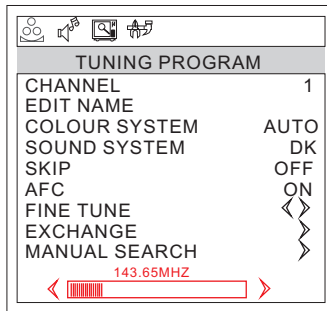 TUNING PROGRAM
CHANNEL 1
EDIT NAME
COLOUR SYSTEM AUTO
SOUND SYSTEM DK
SKIP OFF
AFC ON
FINE TUNE
EXCHANGE
MANUAL SEARCH
143.65MHZ